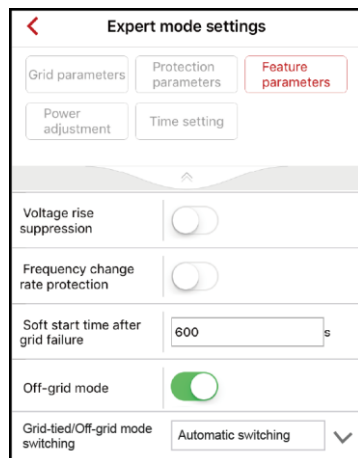 Expert mode settings
Grid parameters
Protection
parameters
Feature
parameters
Power
adjustment
Time setting
Voltage rise
suppression
Frequency change
rate protection
Soft start time after
grid failure
600
s
Off-grid mode
Grid-tied/Off-grid mode
switching
Automatic switching